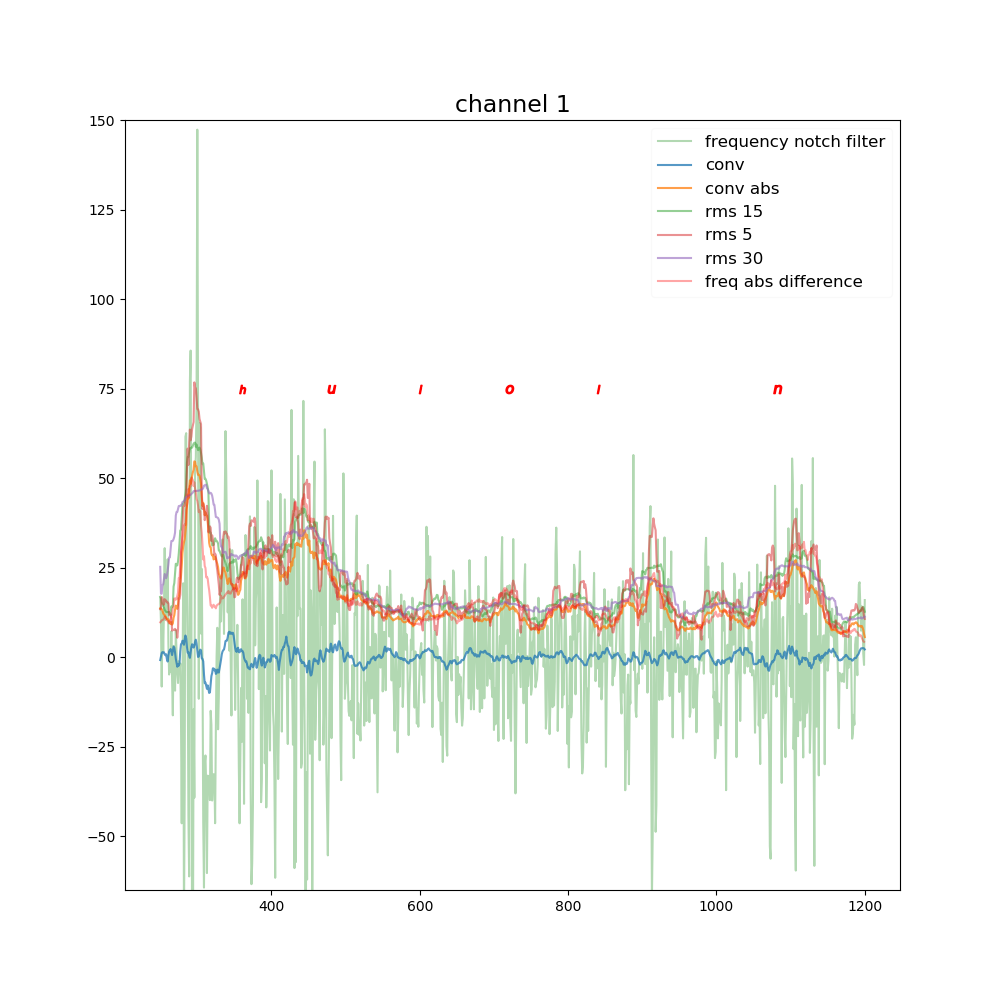 channel 1
150
125
100
75
50
25
0
−25
−50
frequency notch filter
conv
conv abs
rms 15
rms 5
rms 30
freq abs difference
h u l o l n
400 600 800 1000 1200